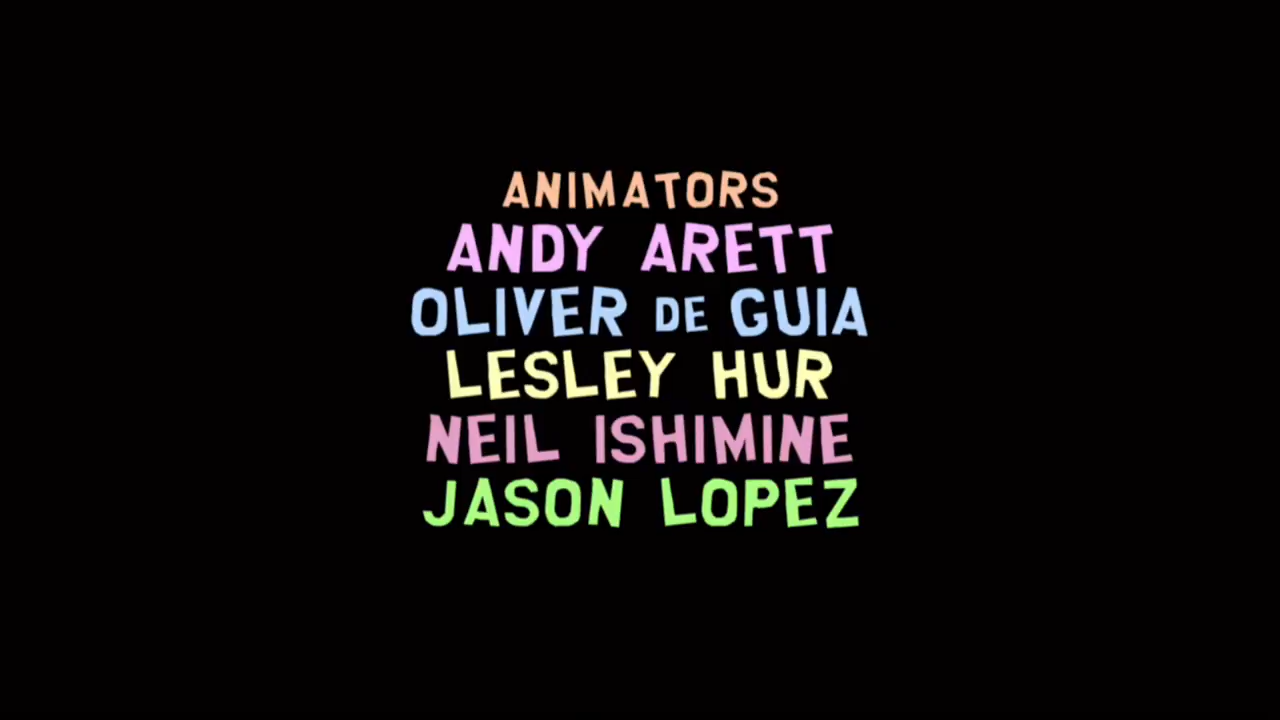 ANIMATORS
ANDY ARETT
OLIVER DE GUIA
LESLEY HUR
NEIL ISHIMINE
JASON LOPEZ